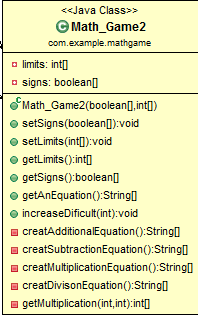 <<Java Class>>
Math_Game2
com.example.mathgame
limits: int[]
signs: boolean[]
Math_Game2(boolean[],int[])
setSigns(boolean[]):void
setLimits(int[]):void
getLimits():int[]
getSigns():boolean[]
getAnEquation():String[]
increaseDificult(int):void
creatAdditionalEquation():String[]
creatSubtractionEquation():String[]
creatMultiplicationEquation():String[]
creatDivisonEquation():String[]
getMultiplication(int,int):int[]